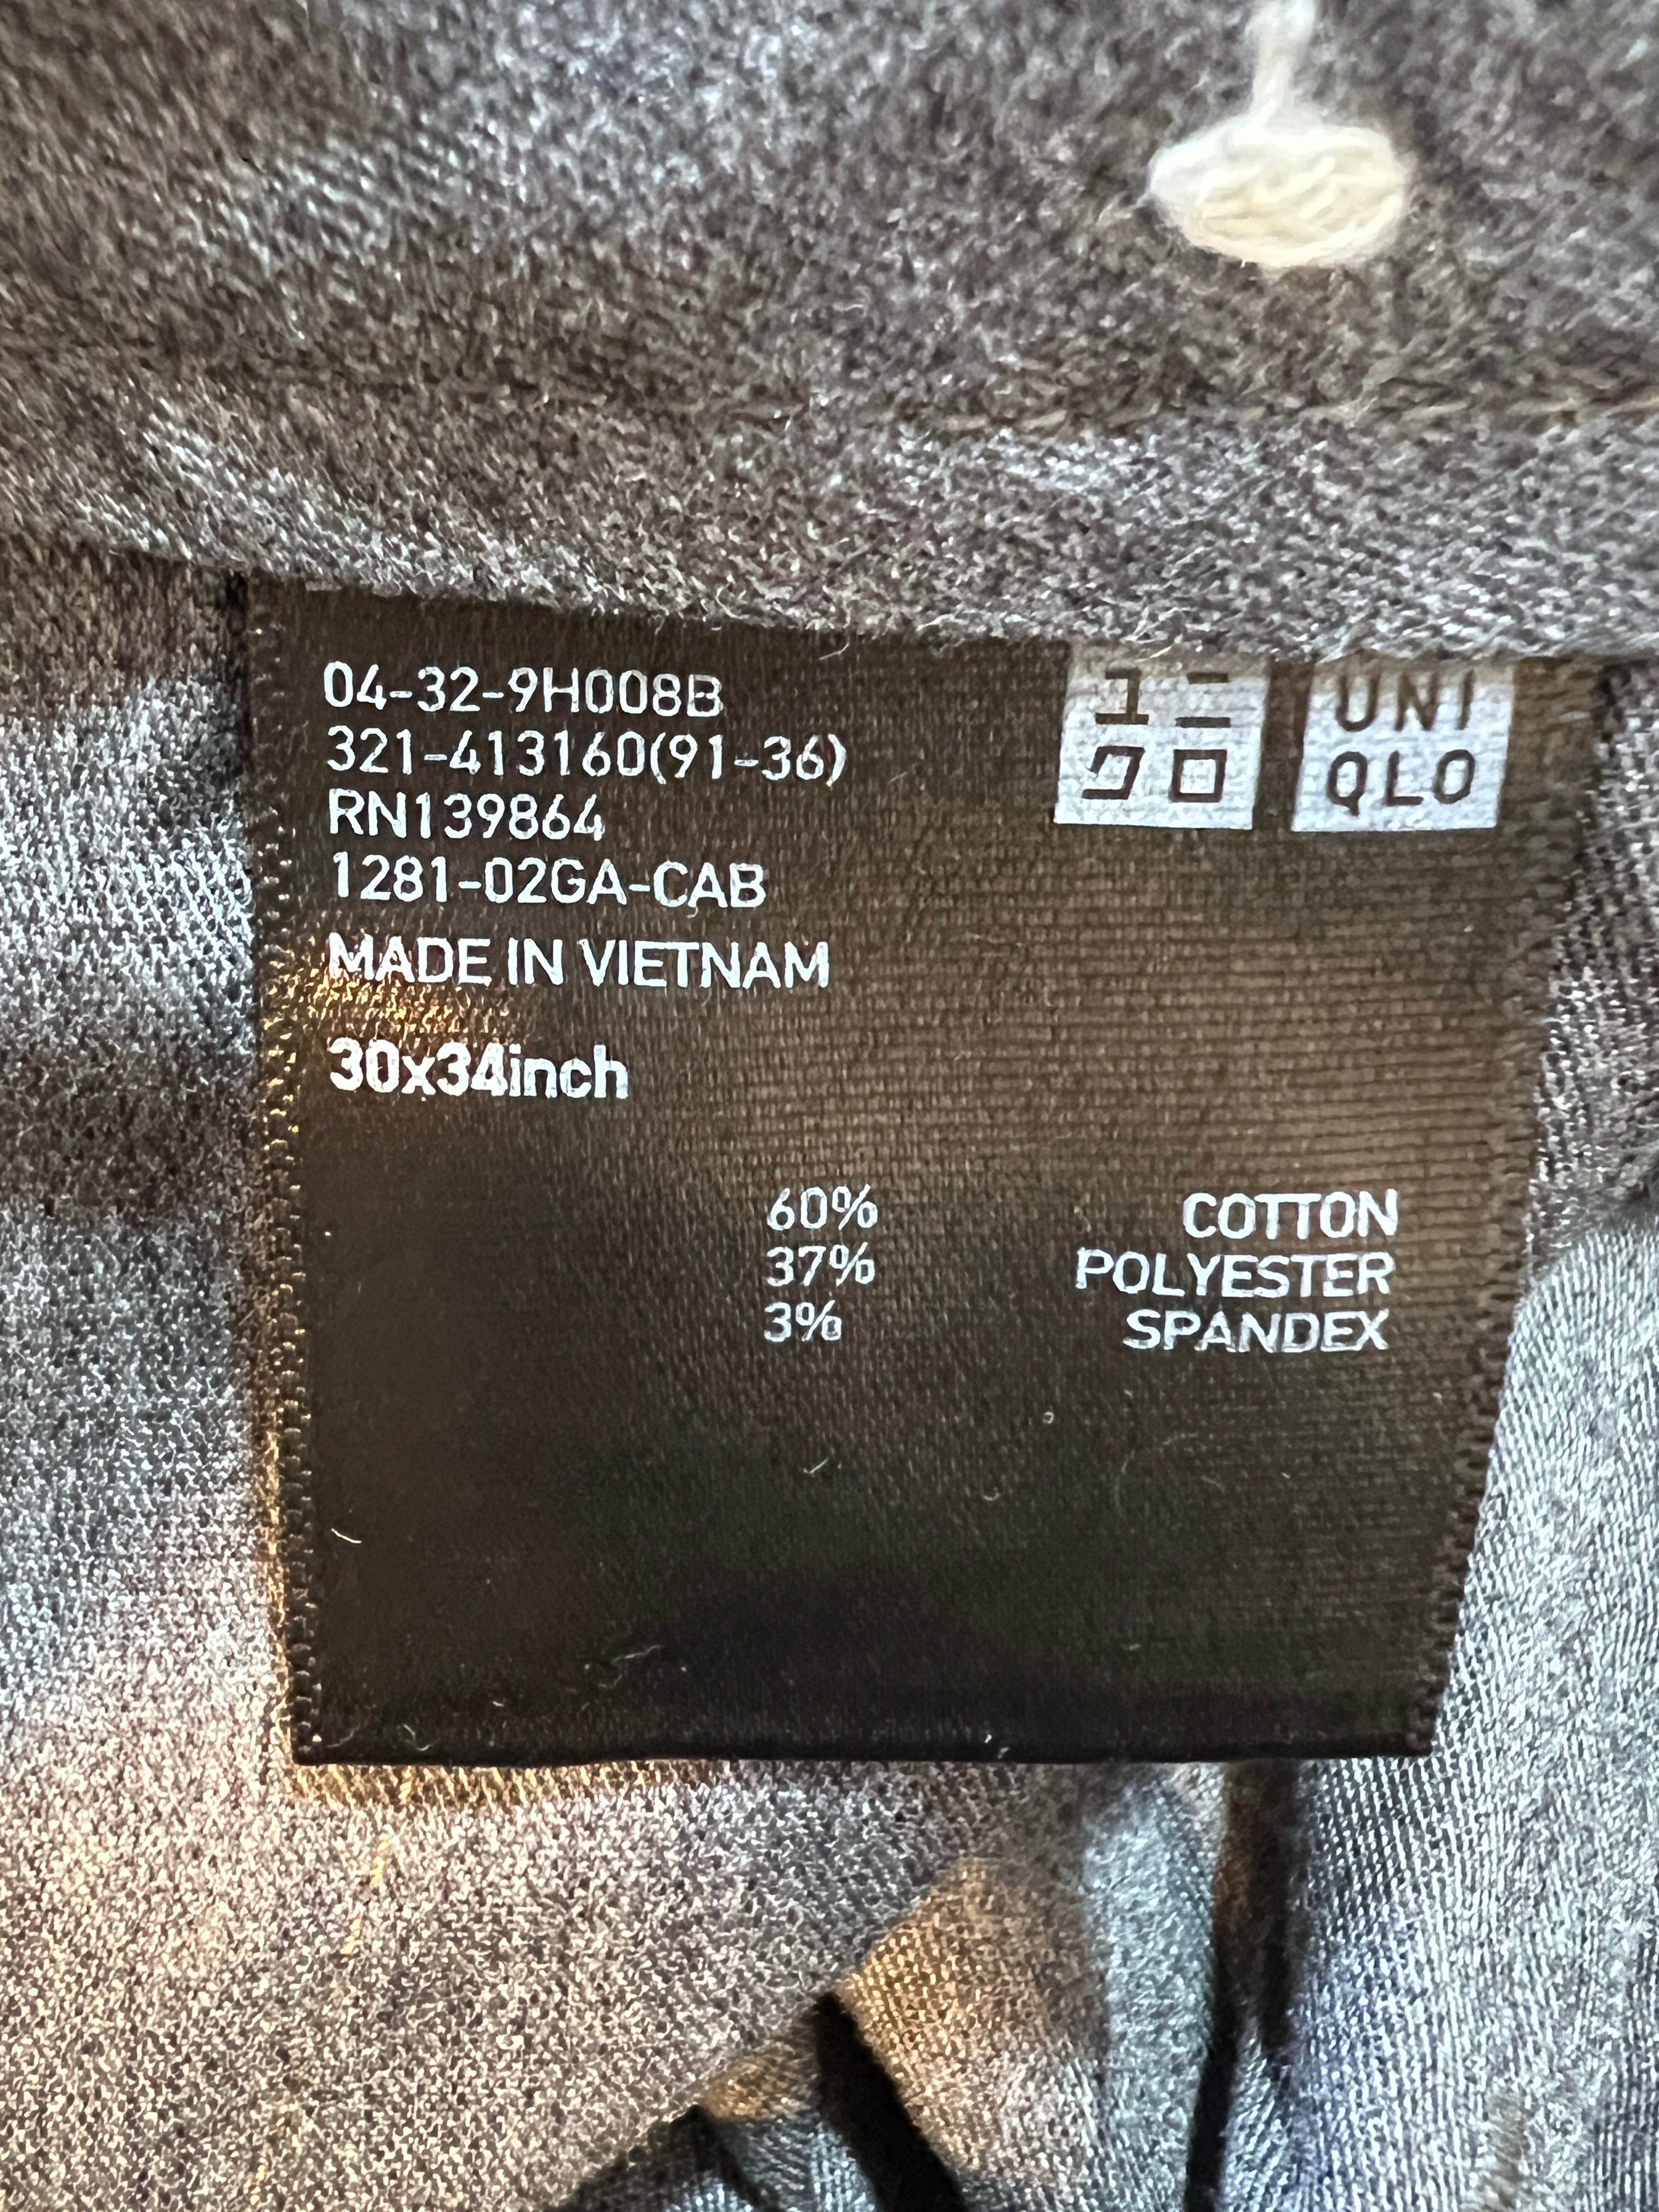 04-32-9H008B
321-413160(91-36)
RN139864
1281-02GA-CAB
MADE IN VIETNAM
30x34inch
ユニ
クロ
UNI
QLO
60% COTTON
37% POLYESTER
3% SPANDEX